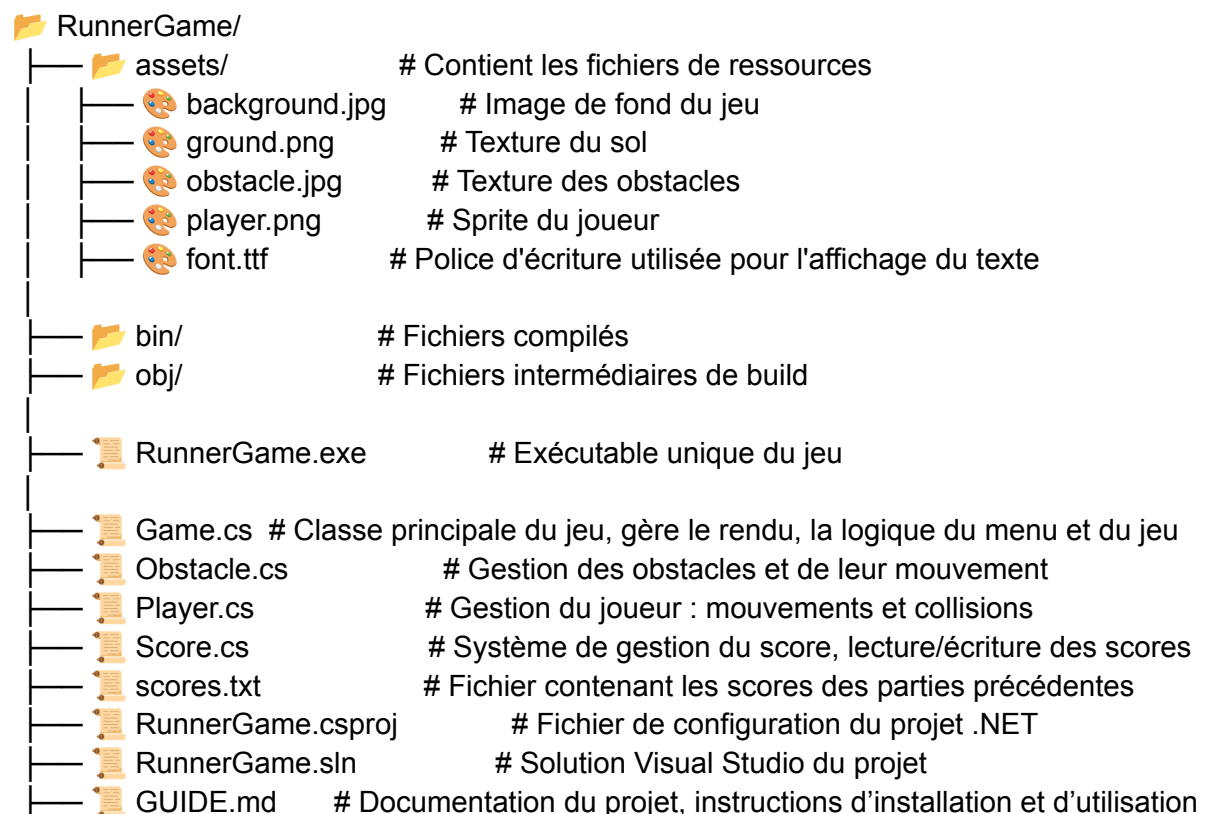 📂 RunnerGame/
├── 📂 assets/ # Contient les fichiers de ressources
│ ├── 🎨 background.jpg # Image de fond du jeu
│ ├── 🎨 ground.png # Texture du sol
│ ├── 🎨 obstacle.jpg # Texture des obstacles
│ ├── 🎨 player.png # Sprite du joueur
│ ├── 🎨 font.ttf # Police d'écriture utilisée pour l'affichage du texte
│
├── 📂 bin/ # Fichiers compilés
├── 📂 obj/ # Fichiers intermédiaires de build
│
├── 📜 RunnerGame.exe # Exécutable unique du jeu
│
├── 📜 Game.cs # Classe principale du jeu, gère le rendu, la logique du menu et du jeu
├── 📜 Obstacle.cs # Gestion des obstacles et de leur mouvement
├── 📜 Player.cs # Gestion du joueur : mouvements et collisions
├── 📜 Score.cs # Système de gestion du score, lecture/écriture des scores
├── 📜 scores.txt # Fichier contenant les scores des parties précédentes
├── 📜 RunnerGame.csproj # Fichier de configuration du projet .NET
├── 📜 RunnerGame.sln # Solution Visual Studio du projet
├── 📜 GUIDE.md # Documentation du projet, instructions d’installation et d’utilisation